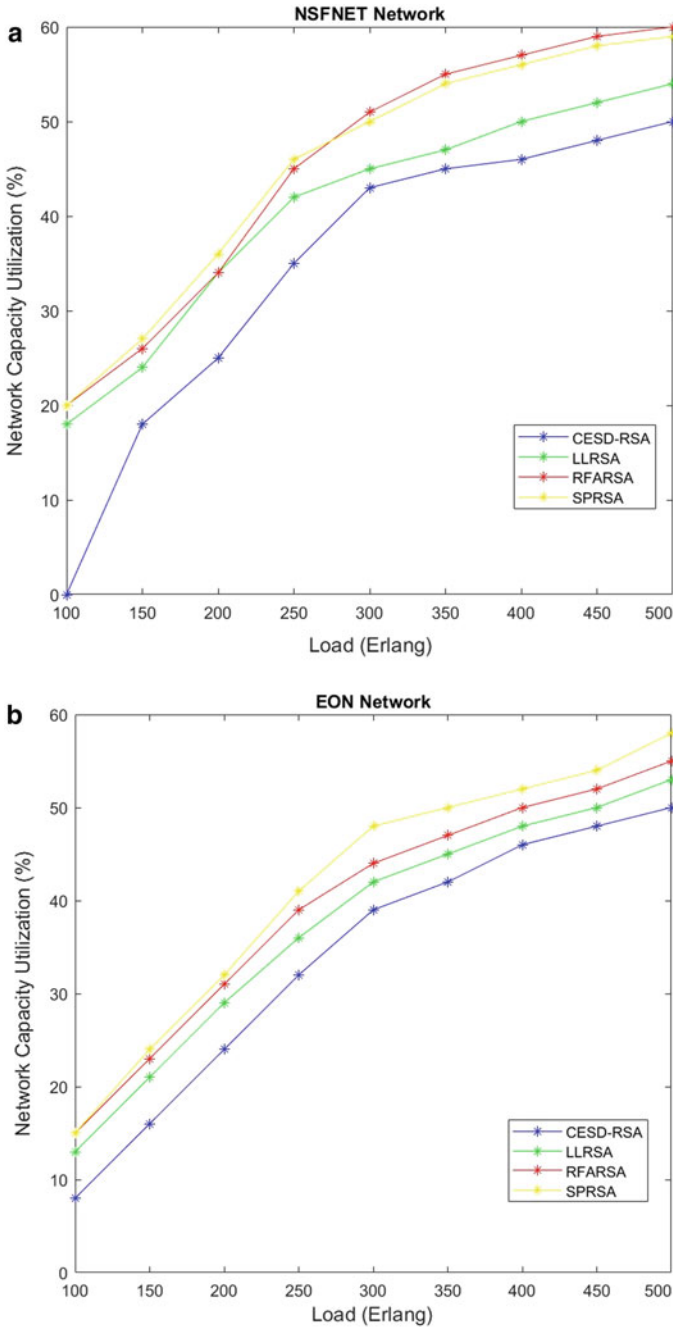 a
NSFNET Network
Network Capacity Utilization (%)
60
50
40
30
20
10
0
CESD-RSA
LLRSA
RFARSA
SPRSA
100 150 200 250 300 350 400 450 500
Load (Erlang)
b
EON Network
Network Capacity Utilization (%)
60
50
40
30
20
10
0
CESD-RSA
LLRSA
RFARSA
SPRSA
100 150 200 250 300 350 400 450 500
Load (Erlang)